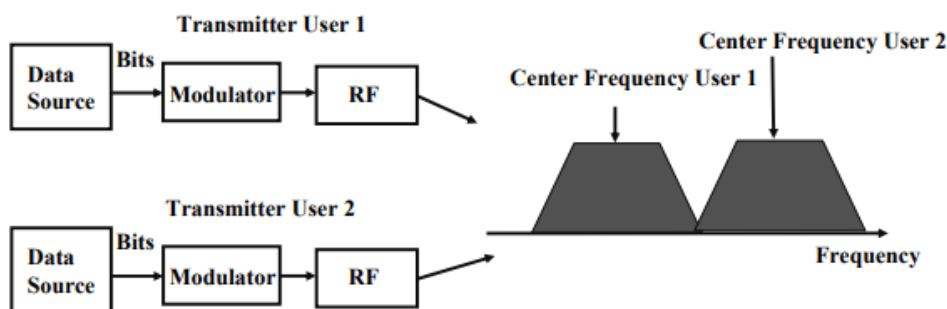 Transmitter User 1
Data
Source
Bits
Modulator
RF
Center Frequency User 2
Center Frequency User 1
Transmitter User 2
Data
Source
Bits
Modulator
RF
Frequency